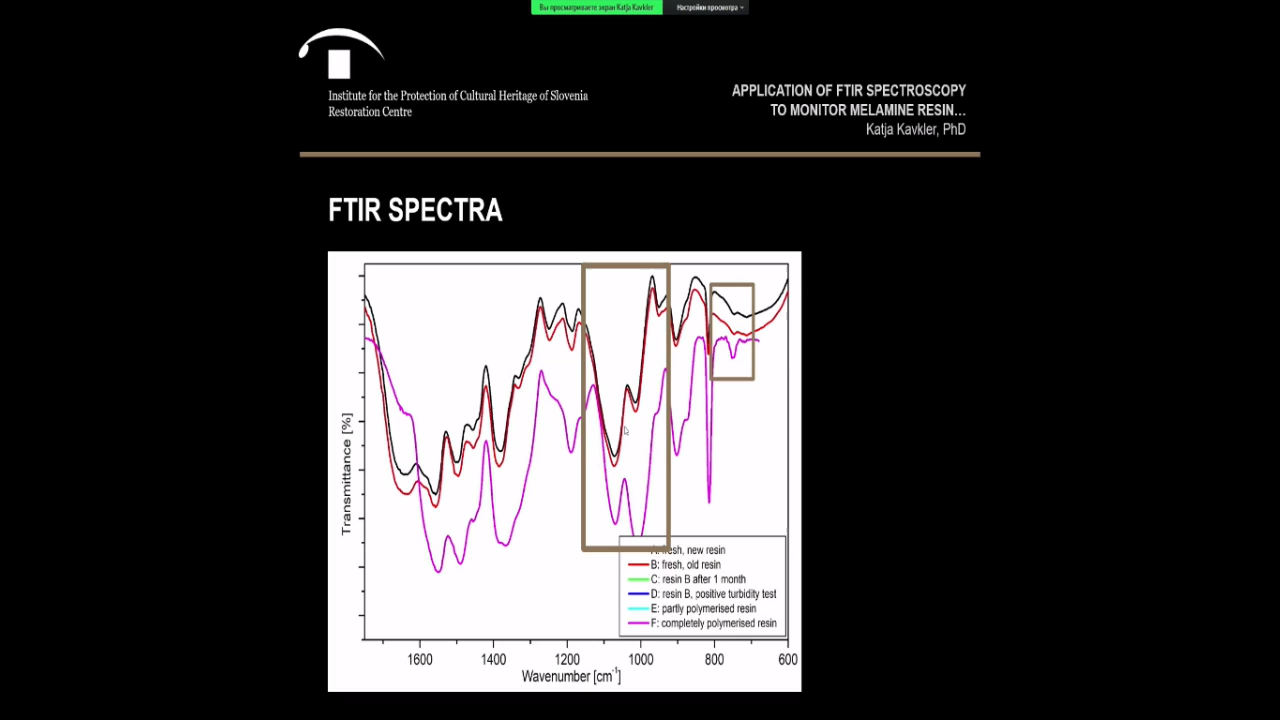 Вы просматриваете экран Katja Kavkler
Настройки просмотра
Institute for the Protection of Cultural Heritage of Slovenia
Restoration Centre
APPLICATION OF FTIR SPECTROSCOPY
TO MONITOR MELAMINE RESIN...
Katja Kavkler, PhD
FTIR SPECTRA
Transmittance [%]
fresh, new resin
B: fresh, old resin
C: resin B after 1 month
D: resin B, positive turbidity test
E: partly polymerised resin
F: completely polymerised resin
1600 1400 1200 1000 800 600
Wavenumber [cm⁻¹]